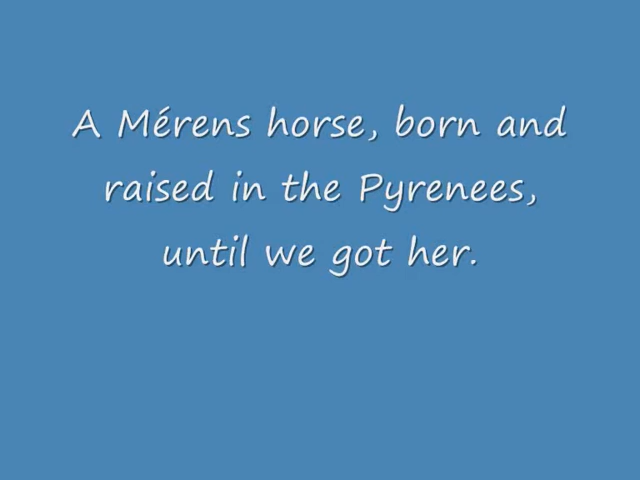 A Mérens horse, born and
raised in the Pyrenees,
until we got her.